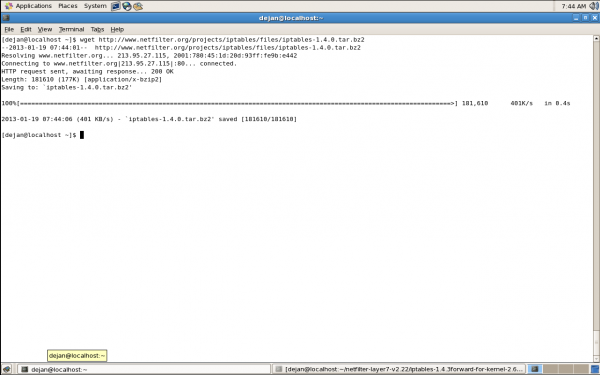 Applications Places System
7:44 AM
dejan@localhost:~
File Edit View Terminal Tabs Help
[dejan@localhost ~]$ wget http://www.netfilter.org/projects/iptables/files/iptables-1.4.0.tar.bz2
--2013-01-19 07:44:01-- http://www.netfilter.org/projects/iptables/files/iptables-1.4.0.tar.bz2
Resolving www.netfilter.org... 213.95.27.115, 2001:780:45:1d:20d:93ff:fe9b:e442
Connecting to www.netfilter.org|213.95.27.115|:80... connected.
HTTP request sent, awaiting response... 200 OK
Length: 181610 (177K) [application/x-bzip2]
Saving to: `iptables-1.4.0.tar.bz2'
100%[=====================================================================================================================>] 181,610 401K/s in 0.4s
2013-01-19 07:44:06 (401 KB/s) - `iptables-1.4.0.tar.bz2' saved [181610/181610]
[dejan@localhost ~]$
dejan@localhost:~
dejan@localhost:~
[dejan@localhost:~/netfilter-layer7-v2.22/iptables-1.4.3forward-for-kernel-2.6...